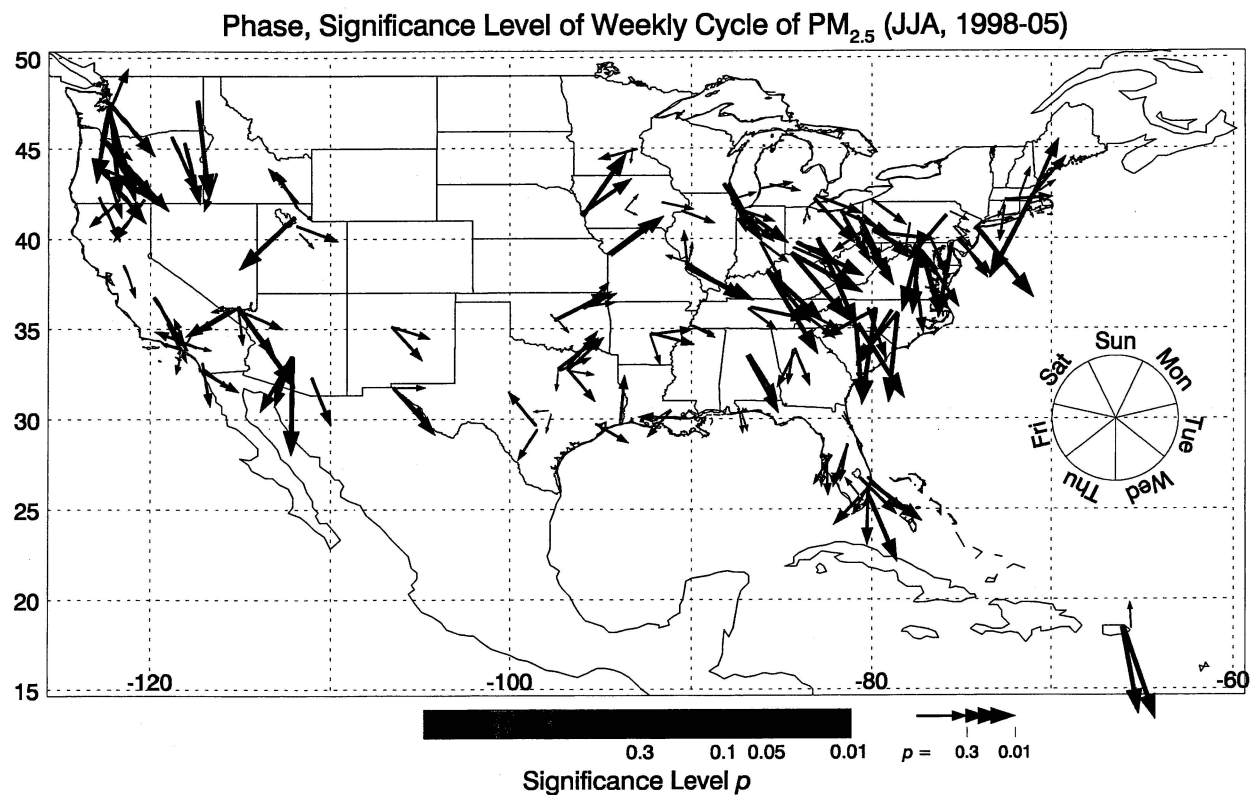 Phase, Significance Level of Weekly Cycle of PM2.5 (JJA, 1998-05)
50
45
40
35
30
25
20
15
-120
-100
-80
-60
Sun
Mon
Tue
Wed
Thu
Fri
Sat
0.3 0.1 0.05 0.01
Significance Level p
p = 0.3 0.01